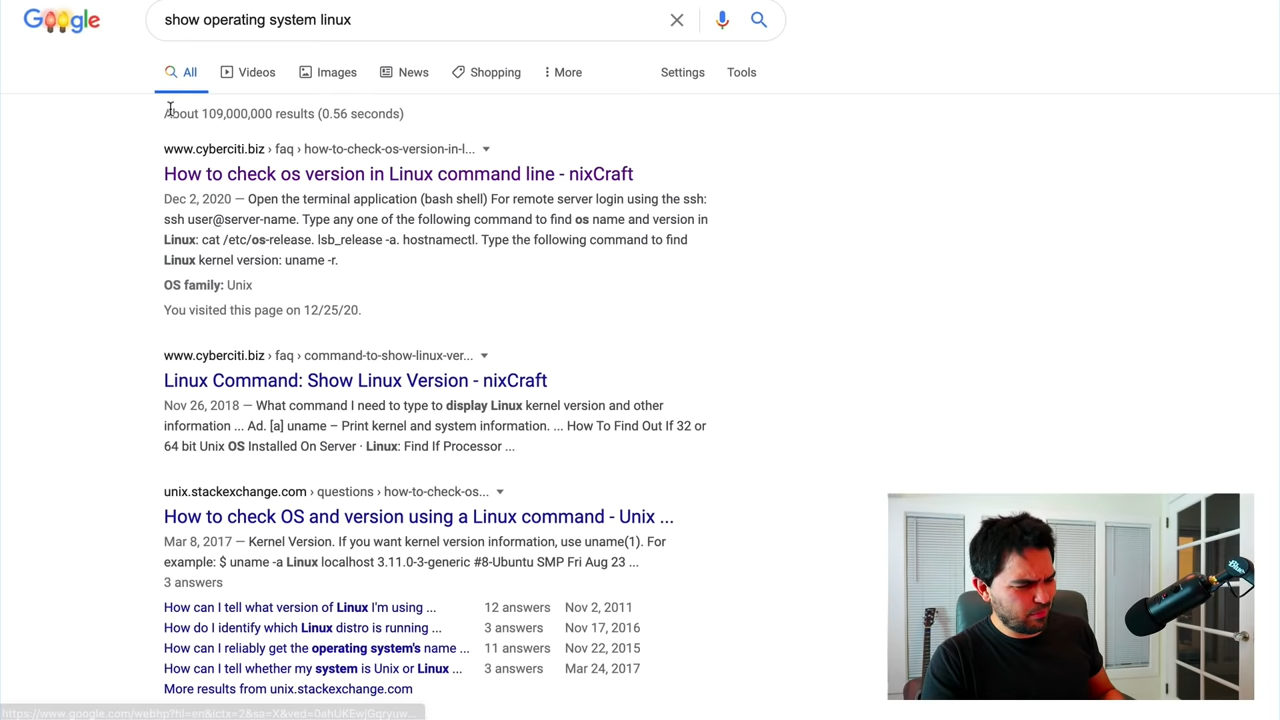 Google
show operating system linux
All
Videos
Images
News
Shopping
More
Settings
Tools
About 109,000,000 results (0.56 seconds)
www.cyberciti.biz › faq › how-to-check-os-version-in-l...
How to check os version in Linux command line - nixCraft
Dec 2, 2020 — Open the terminal application (bash shell) For remote server login using the ssh:
ssh user@server-name. Type any one of the following command to find os name and version in
Linux: cat /etc/os-release. lsb_release -a. hostnamectl. Type the following command to find
Linux kernel version: uname -r.
OS family: Unix
You visited this page on 12/25/20.
www.cyberciti.biz › faq › command-to-show-linux-ver...
Linux Command: Show Linux Version - nixCraft
Nov 26, 2018 — What command I need to type to display Linux kernel version and other
information ... Ad. [a] uname – Print kernel and system information. ... How To Find Out If 32 or
64 bit Unix OS Installed On Server · Linux: Find If Processor ...
unix.stackexchange.com › questions › how-to-check-os...
How to check OS and version using a Linux command - Unix ...
Mar 8, 2017 — Kernel Version. If you want kernel version information, use uname(1). For
example: $ uname -a Linux localhost 3.11.0-3-generic #8-Ubuntu SMP Fri Aug 23 ...
3 answers
How can I tell what version of Linux I'm using ... 12 answers Nov 2, 2011
How do I identify which Linux distro is running ... 3 answers Nov 17, 2016
How can I reliably get the operating system's name ... 11 answers Nov 22, 2015
How can I tell whether my system is Unix or Linux ... 3 answers Mar 24, 2017
More results from unix.stackexchange.com
Blue